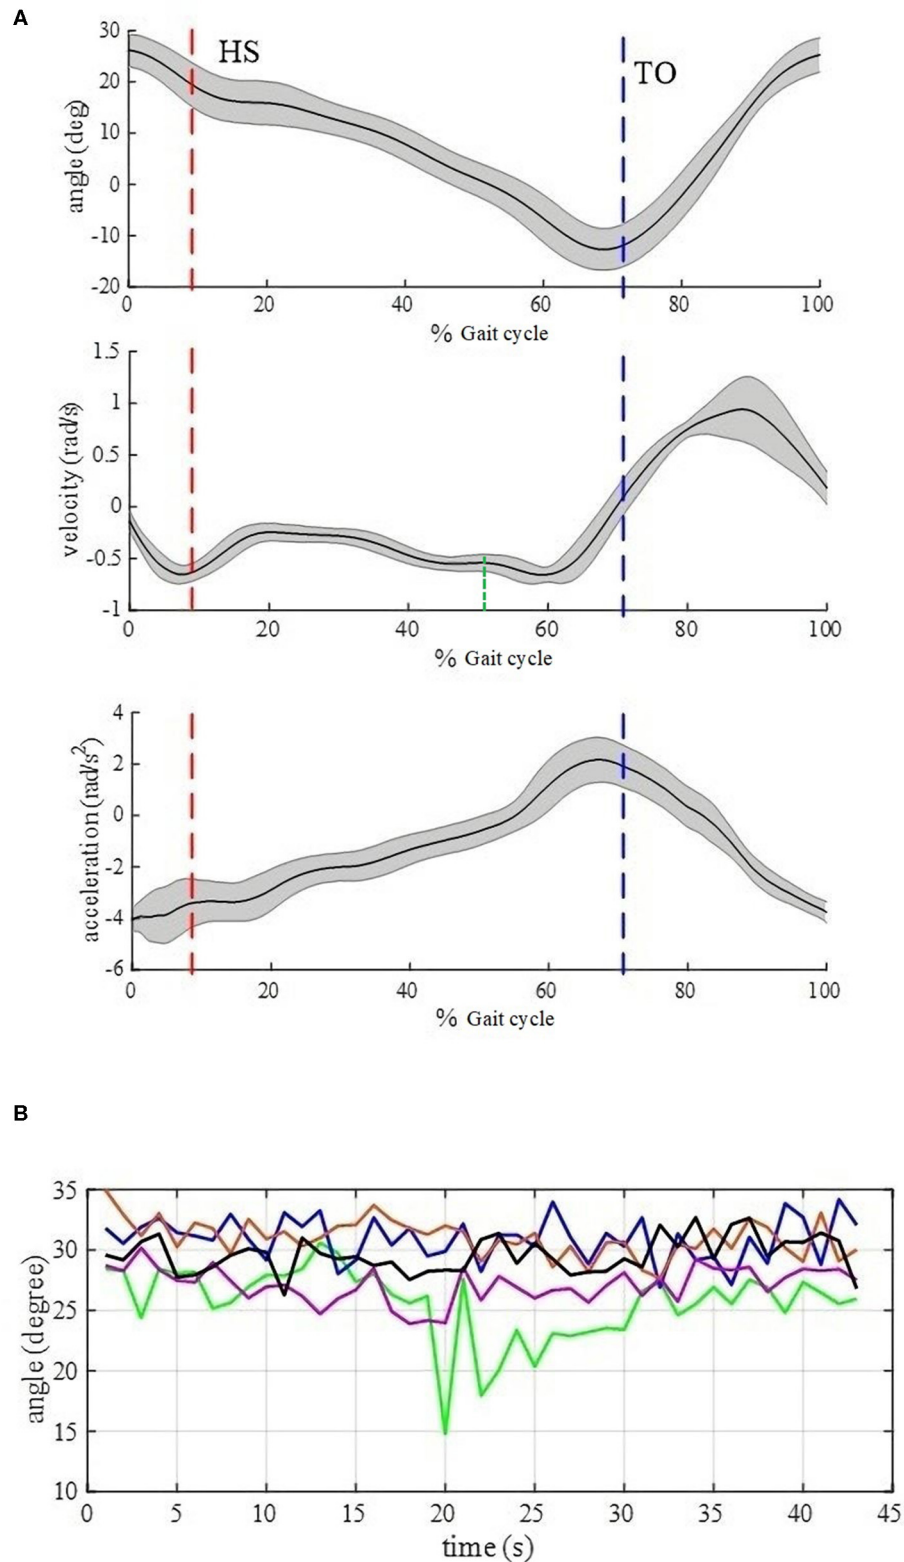 A
30
20
10
0
-10
-20
angle (deg)
HS
TO
0 20 40 60 80 100
% Gait cycle
1.5
1
0.5
0
-0.5
-1
velocity (rad/s)
0 20 40 60 80 100
% Gait cycle
4
2
0
-2
-4
-6
acceleration (rad/s²)
0 20 40 60 80 100
% Gait cycle
B
35
30
25
20
15
10
angle (degree)
0 5 10 15 20 25 30 35 40 45
time (s)